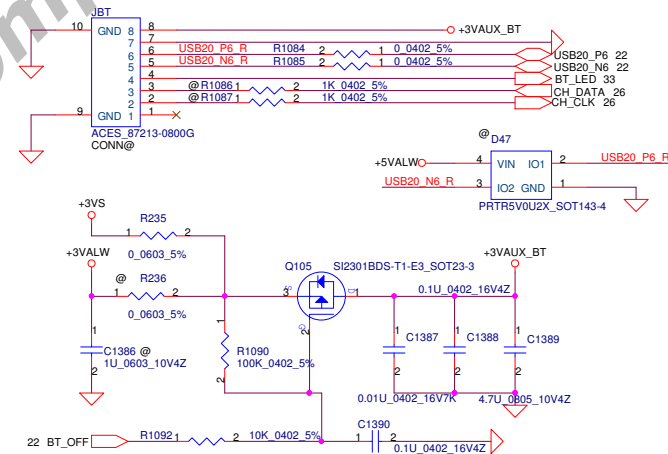 JBT
10 GND 8 8 +3VAUX_BT
7 7
6 6 USB20_P6_R R1084 2 1 0_0402_5% USB20_P6 22
5 5 USB20_N6_R R1085 2 1 0_0402_5% USB20_N6 22
4 4 BT_LED 33
3 3 @R1086 1 2 1K_0402_5% CH_DATA 26
2 2 @R1087 1 2 1K_0402_5% CH_CLK 26
9 GND 1 1
ACES_87213-0800G
CONN@
@ D47
+5VALW 4 VIN IO1 2 USB20_P6_R
USB20_N6_R 3 IO2 GND 1
PRTR5V0U2X_SOT143-4
+3VS
R235
1 2
0_0603_5%
+3VALW
@ R236
1 2
0_0603_5%
Q105 SI2301BDS-T1-E3_SOT23-3
S D G
3 1 2
+3VAUX_BT
0.1U_0402_16V4Z
1
C1386 @
1U_0603_10V4Z
2
1
R1090
100K_0402_5%
2
1 1 1
C1387 C1388 C1389
2 2 2
0.01U_0402_16V7K 4.7U_0805_10V4Z
22 BT_OFF R1092 1 2 10K_0402_5%
C1390
1 2
0.1U_0402_16V4Z